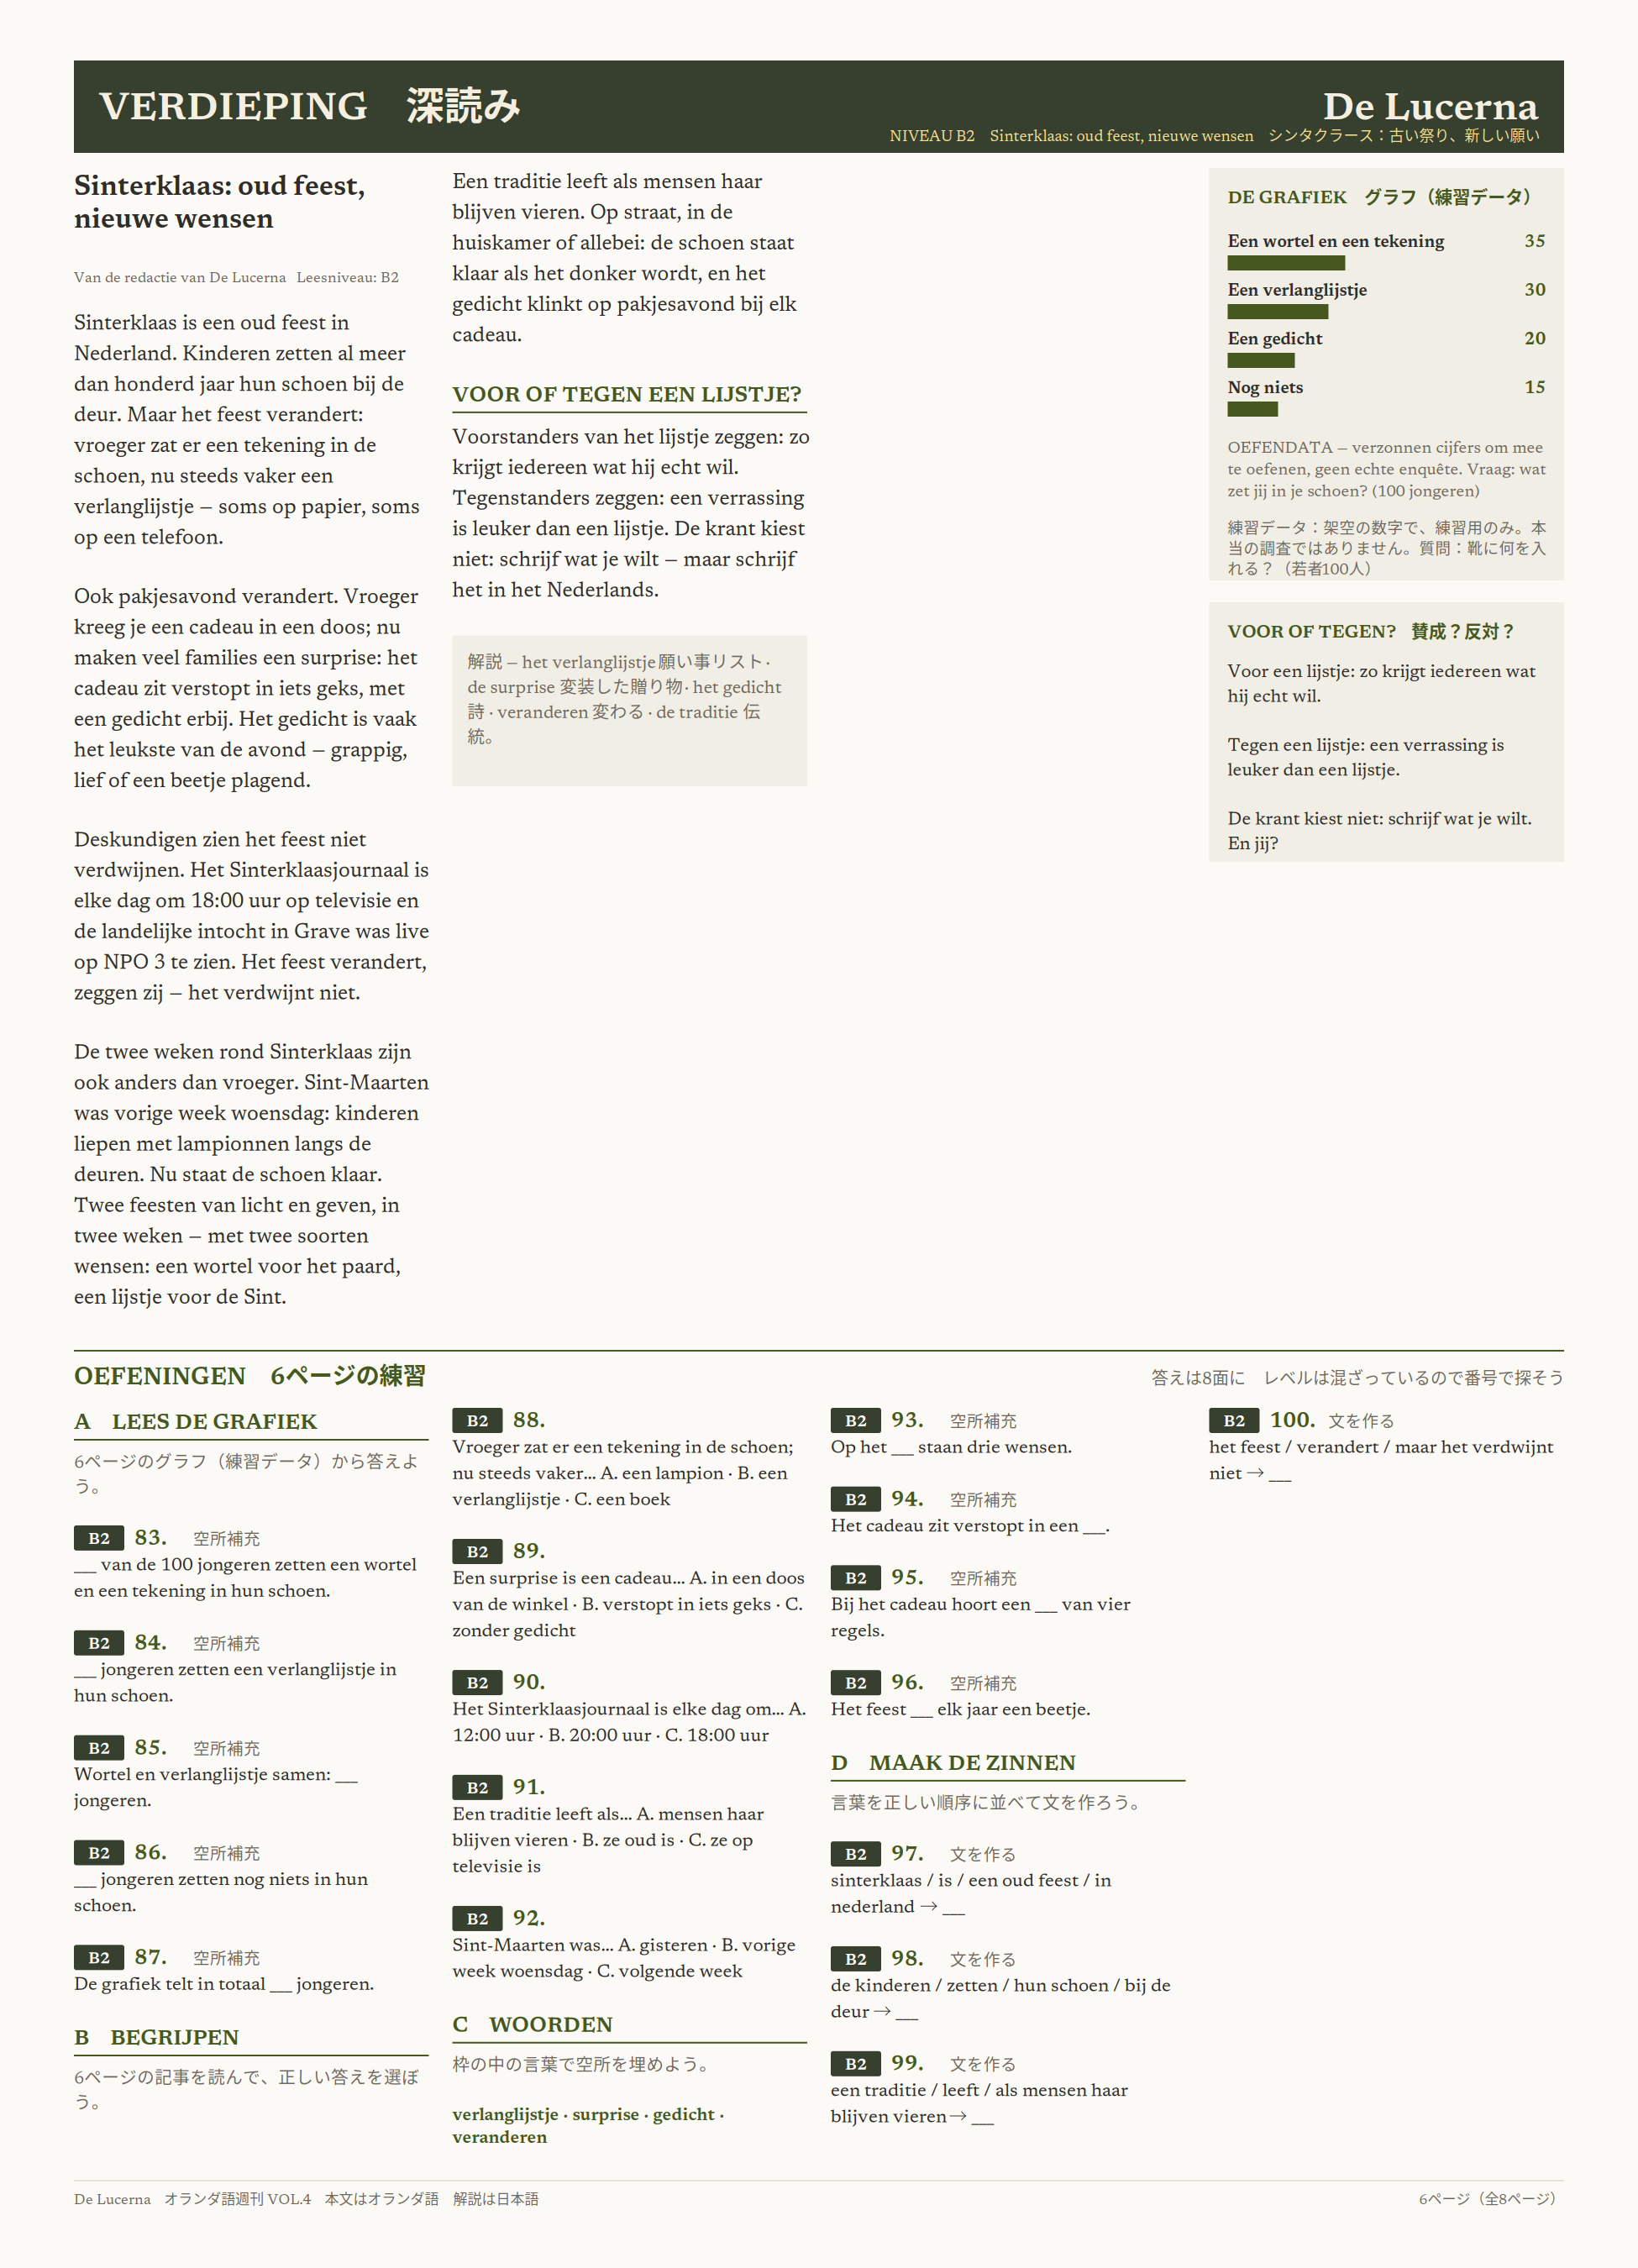 VERDIEPING 深読み
De Lucerna
NIVEAU B2 Sinterklaas: oud feest, nieuwe wensen シンタクラース：古い祭り、新しい願い
Sinterklaas: oud feest,
nieuwe wensen
Van de redactie van De Lucerna Leesniveau: B2
Sinterklaas is een oud feest in
Nederland. Kinderen zetten al meer
dan honderd jaar hun schoen bij de
deur. Maar het feest verandert:
vroeger zat er een tekening in de
schoen, nu steeds vaker een
verlanglijstje – soms op papier, soms
op een telefoon.
Ook pakjesavond verandert. Vroeger
kreeg je een cadeau in een doos; nu
maken veel families een surprise: het
cadeau zit verstopt in iets geks, met
een gedicht erbij. Het gedicht is vaak
het leukste van de avond – grappig,
lief of een beetje plagend.
Deskundigen zien het feest niet
verdwijnen. Het Sinterklaasjournaal is
elke dag om 18:00 uur op televisie en
de landelijke intocht in Grave was live
op NPO 3 te zien. Het feest verandert,
zeggen zij – het verdwijnt niet.
De twee weken rond Sinterklaas zijn
ook anders dan vroeger. Sint-Maarten
was vorige week woensdag: kinderen
liepen met lampionnen langs de
deuren. Nu staat de schoen klaar.
Twee feesten van licht en geven, in
twee weken – met twee soorten
wensen: een wortel voor het paard,
een lijstje voor de Sint.
Een traditie leeft als mensen haar
blijven vieren. Op straat, in de
huiskamer of allebei: de schoen staat
klaar als het donker wordt, en het
gedicht klinkt op pakjesavond bij elk
cadeau.
VOOR OF TEGEN EEN LIJSTJE?
Voorstanders van het lijstje zeggen: zo
krijgt iedereen wat hij echt wil.
Tegenstanders zeggen: een verrassing
is leuker dan een lijstje. De krant kiest
niet: schrijf wat je wilt – maar schrijf
het in het Nederlands.
解説 – het verlanglijstje 願い事リスト ·
de surprise 変装した贈り物 · het gedicht
詩 · veranderen 変わる · de traditie 伝
統。
DE GRAFIEK グラフ（練習データ）
Een wortel en een tekening 35
Een verlanglijstje 30
Een gedicht 20
Nog niets 15
OEFENDATA – verzonnen cijfers om mee
te oefenen, geen echte enquête. Vraag: wat
zet jij in je schoen? (100 jongeren)
練習データ：架空の数字で、練習用のみ。本
当の調査ではありません。質問：靴に何を入
れる？（若者100人）
VOOR OF TEGEN? 賛成？反対？
Voor een lijstje: zo krijgt iedereen wat
hij echt wil.
Tegen een lijstje: een verrassing is
leuker dan een lijstje.
De krant kiest niet: schrijf wat je wilt.
En jij?
OEFENINGEN 6ページの練習
答えは8面に レベルは混ざっているので番号で探そう
A LEES DE GRAFIEK
6ページのグラフ（練習データ）から答えよ
う。
B2 83. 空所補充
___ van de 100 jongeren zetten een wortel
en een tekening in hun schoen.
B2 84. 空所補充
___ jongeren zetten een verlanglijstje in
hun schoen.
B2 85. 空所補充
Wortel en verlanglijstje samen: ___
jongeren.
B2 86. 空所補充
___ jongeren zetten nog niets in hun
schoen.
B2 87. 空所補充
De grafiek telt in totaal ___ jongeren.
B BEGRIJPEN
6ページの記事を読んで、正しい答えを選ぼ
う。
B2 88.
Vroeger zat er een tekening in de schoen;
nu steeds vaker… A. een lampion · B. een
verlanglijstje · C. een boek
B2 89.
Een surprise is een cadeau… A. in een doos
van de winkel · B. verstopt in iets geks · C.
zonder gedicht
B2 90.
Het Sinterklaasjournaal is elke dag om… A.
12:00 uur · B. 20:00 uur · C. 18:00 uur
B2 91.
Een traditie leeft als… A. mensen haar
blijven vieren · B. ze oud is · C. ze op
televisie is
B2 92.
Sint-Maarten was… A. gisteren · B. vorige
week woensdag · C. volgende week
C WOORDEN
枠の中の言葉で空所を埋めよう。
verlanglijstje · surprise · gedicht ·
veranderen
B2 93. 空所補充
Op het ___ staan drie wensen.
B2 94. 空所補充
Het cadeau zit verstopt in een ___.
B2 95. 空所補充
Bij het cadeau hoort een ___ van vier
regels.
B2 96. 空所補充
Het feest ___ elk jaar een beetje.
D MAAK DE ZINNEN
言葉を正しい順序に並べて文を作ろう。
B2 97. 文を作る
sinterklaas / is / een oud feest / in
nederland → ___
B2 98. 文を作る
de kinderen / zetten / hun schoen / bij de
deur → ___
B2 99. 文を作る
een traditie / leeft / als mensen haar
blijven vieren → ___
B2 100. 文を作る
het feest / verandert / maar het verdwijnt
niet → ___
De Lucerna オランダ語週刊 VOL.4 本文はオランダ語 解説は日本語
6ページ（全8ページ）